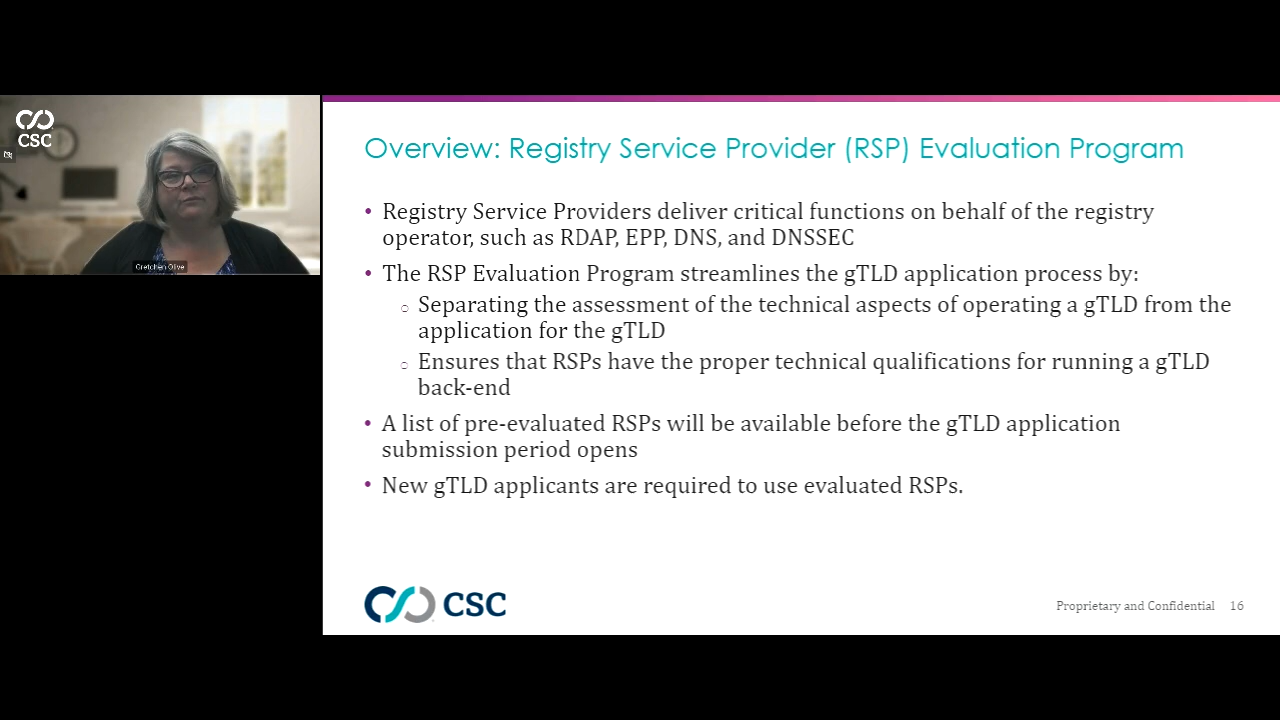 CSC
Gretchen Olive
Overview: Registry Service Provider (RSP) Evaluation Program
• Registry Service Providers deliver critical functions on behalf of the registry
operator, such as RDAP, EPP, DNS, and DNSSEC
• The RSP Evaluation Program streamlines the gTLD application process by:
○ Separating the assessment of the technical aspects of operating a gTLD from the
application for the gTLD
○ Ensures that RSPs have the proper technical qualifications for running a gTLD
back-end
• A list of pre-evaluated RSPs will be available before the gTLD application
submission period opens
• New gTLD applicants are required to use evaluated RSPs.
CSC
Proprietary and Confidential 16